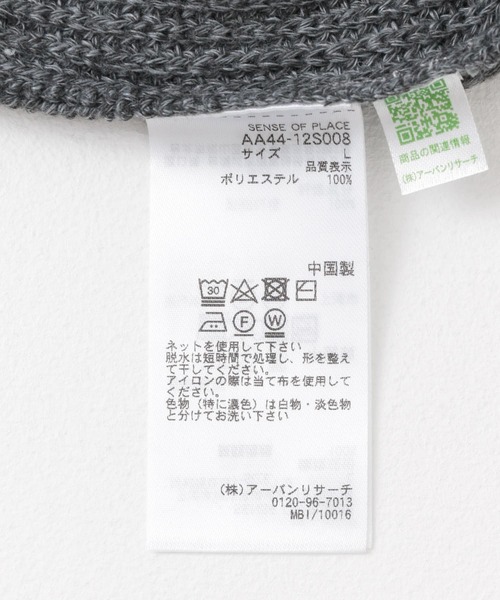 SENSE OF PLACE
AA44-12S008
サイズ L
品質表示
ポリエステル 100%
中国製
30
F W
ネットを使用して下さい
脱水は短時間で処理し、形を整え
て干してください。
アイロンの際は当て布を使用して
ください。
色物（特に濃色）は白物・淡色物
と分けてお洗い下さい
(株)アーバンリサーチ
0120-96-7013
MBI/10016
商品の関連情報
(株)アーバンリサーチ